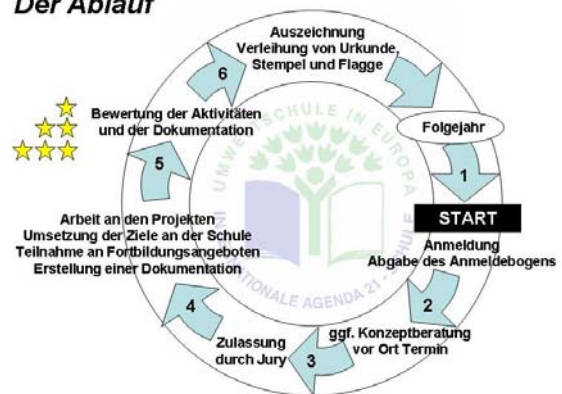 Der Ablauf
Auszeichnung
Verleihung von Urkunde,
Stempel und Flagge
Folgejahr
1
START
Anmeldung
Abgabe des Anmeldebogens
2
ggf. Konzeptberatung
vor Ort Termin
3
Zulassung
durch Jury
4
Arbeit an den Projekten
Umsetzung der Ziele an der Schule
Teilnahme an Fortbildungsangeboten
Erstellung einer Dokumentation
5
Bewertung der Aktivitäten
und der Dokumentation
6
UMWELTSCHULE IN EUROPA
INTERNATIONALE AGENDA 21 - SCHULE